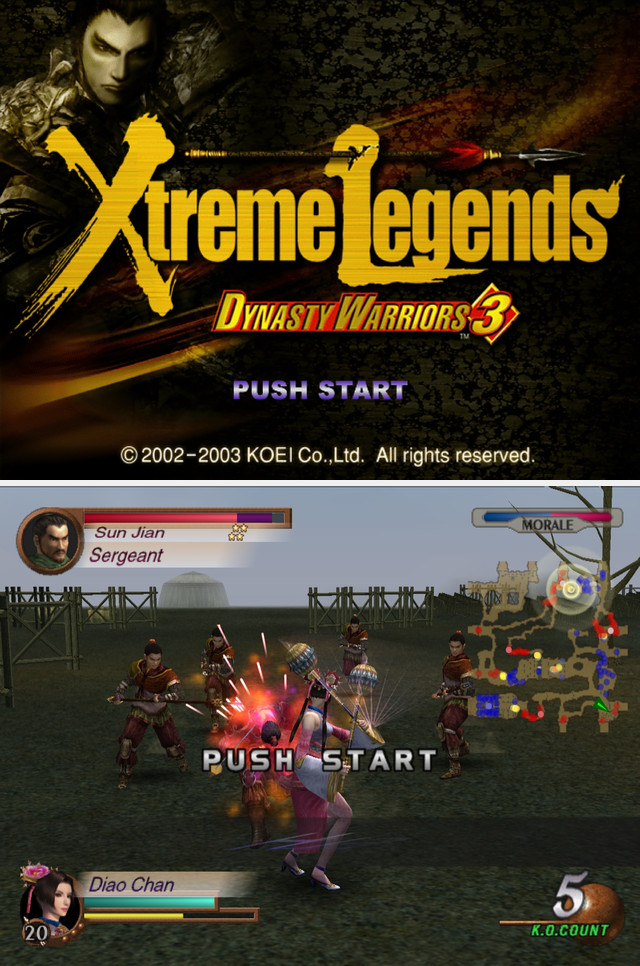 Xtreme Legends
DYNASTY WARRIORS 3
TM
PUSH START
© 2002-2003 KOEI Co.,Ltd. All rights reserved.
Sun Jian
Sergeant
MORALE
PUSH START
Diao Chan
20
5
K.O.COUNT